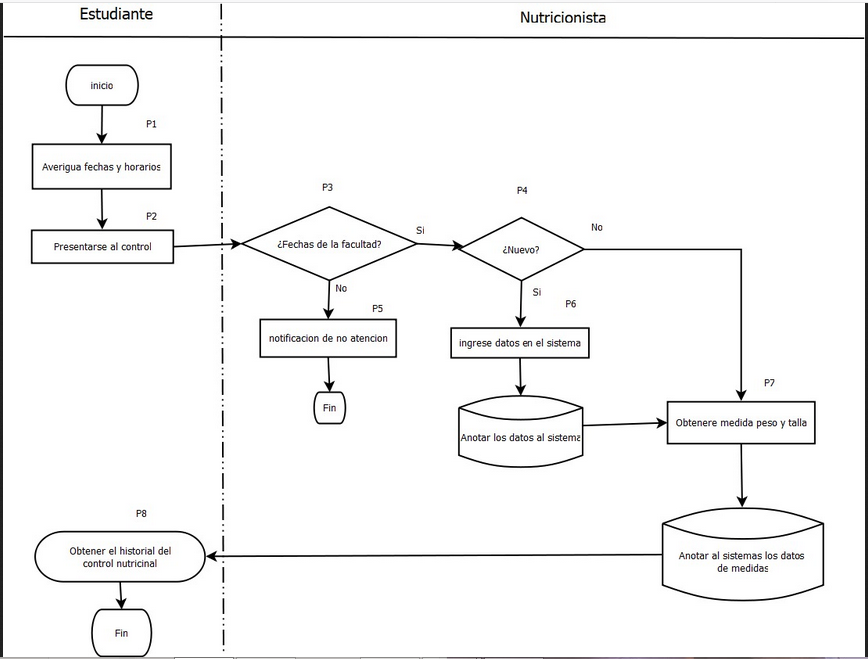 Estudiante
Nutricionista
inicio
P1
Averigua fechas y horarios
P2
Presentarse al control
P3
¿Fechas de la facultad?
Si
No
P4
¿Nuevo?
No
Si
P5
notificacion de no atencion
Fin
P6
ingrese datos en el sistema
Anotar los datos al sistema
P7
Obtenere medida peso y talla
Anotar al sistemas los datos
de medidas
P8
Obtener el historial del
control nutricinal
Fin